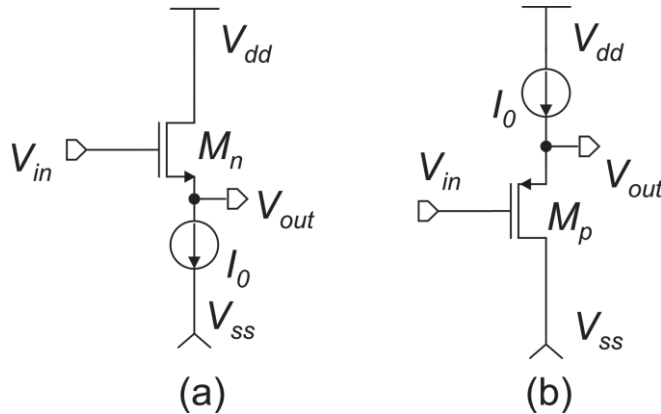 V_dd
V_in
M_n
V_out
I_0
V_ss
(a)
V_dd
I_0
V_in
V_out
M_p
V_ss
(b)